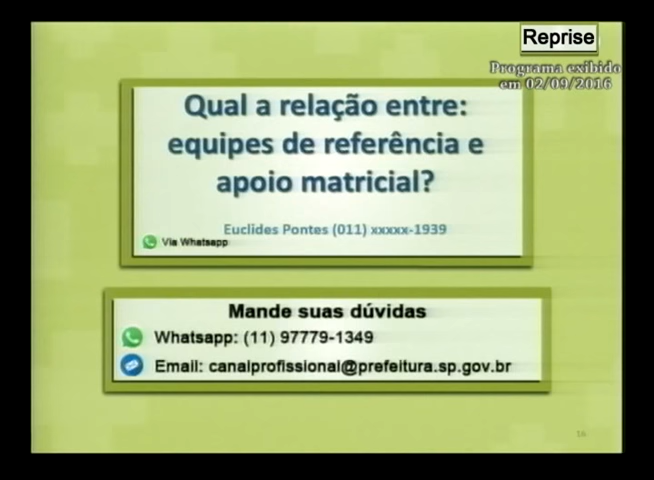 Reprise
Programa exibido
em 02/09/2016
Qual a relação entre:
equipes de referência e
apoio matricial?
Euclides Pontes (011) xxxxx-1939
Via Whatsapp
Mande suas dúvidas
Whatsapp: (11) 97779-1349
Email: canalprofissional@prefeitura.sp.gov.br
16